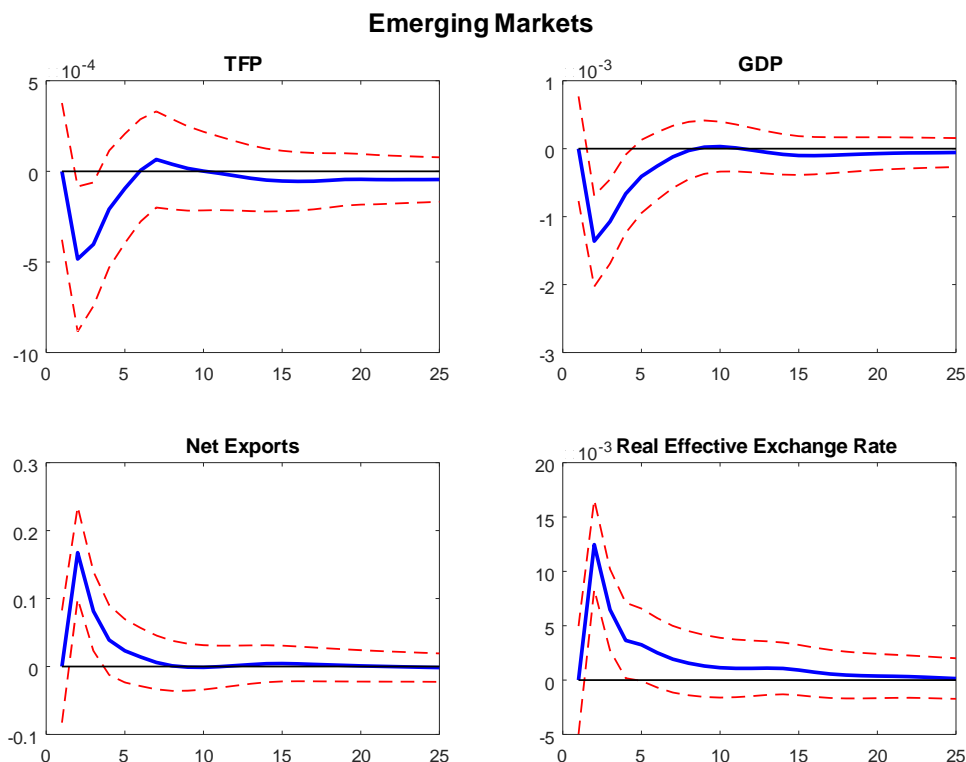 Emerging Markets
TFP
10^-4
5
0
-5
-10
0 5 10 15 20 25
GDP
10^-3
1
0
-1
-2
-3
0 5 10 15 20 25
Net Exports
0.3
0.2
0.1
0
-0.1
0 5 10 15 20 25
Real Effective Exchange Rate
10^-3
20
15
10
5
0
-5
0 5 10 15 20 25